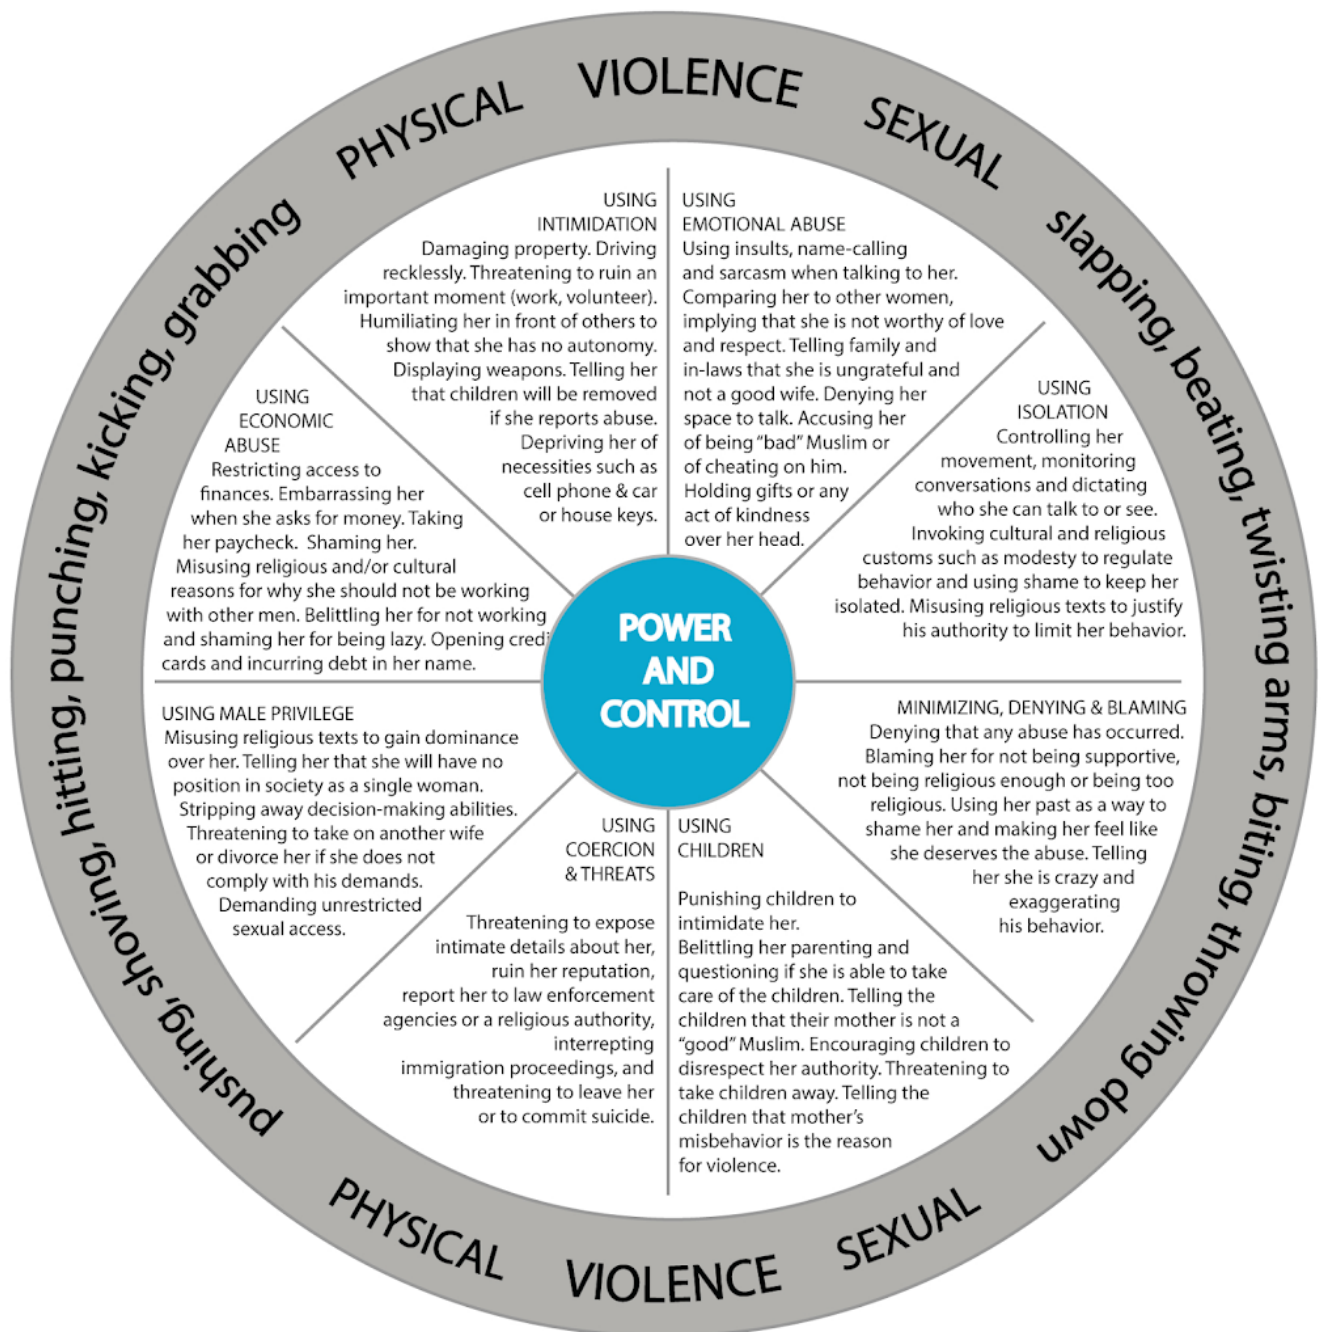 PHYSICAL VIOLENCE SEXUAL
slapping, beating, twisting arms, biting, throwing down
USING
INTIMIDATION
Damaging property. Driving
recklessly. Threatening to ruin an
important moment (work, volunteer).
Humiliating her in front of others to
show that she has no autonomy.
Displaying weapons. Telling her
that children will be removed
if she reports abuse.
Depriving her of
necessities such as
cell phone & car
or house keys.
USING
EMOTIONAL ABUSE
Using insults, name-calling
and sarcasm when talking to her.
Comparing her to other women,
implying that she is not worthy of love
and respect. Telling family and
in-laws that she is ungrateful and
not a good wife. Denying her
space to talk. Accusing her
of being "bad" Muslim or
of cheating on him.
Holding gifts or any
act of kindness
over her head.
USING
ISOLATION
Controlling her
movement, monitoring
conversations and dictating
who she can talk to or see.
Invoking cultural and religious
customs such as modesty to regulate
behavior and using shame to keep her
isolated. Misusing religious texts to justify
his authority to limit her behavior.
MINIMIZING, DENYING & BLAMING
Denying that any abuse has occurred.
Blaming her for not being supportive,
not being religious enough or being too
religious. Using her past as a way to
shame her and making her feel like
she deserves the abuse. Telling
her she is crazy and
exaggerating
his behavior.
USING
CHILDREN
Punishing children to
intimidate her.
Belittling her parenting and
questioning if she is able to take
care of the children. Telling the
children that their mother is not a
"good" Muslim. Encouraging children to
disrespect her authority. Threatening to
take children away. Telling the
children that mother's
misbehavior is the reason
for violence.
USING
COERCION
& THREATS
Threatening to expose
intimate details about her,
ruin her reputation,
report her to law enforcement
agencies or a religious authority,
interrepting
immigration proceedings, and
threatening to leave her
or to commit suicide.
USING MALE PRIVILEGE
Misusing religious texts to gain dominance
over her. Telling her that she will have no
position in society as a single woman.
Stripping away decision-making abilities.
Threatening to take on another wife
or divorce her if she does not
comply with his demands.
Demanding unrestricted
sexual access.
USING
ECONOMIC
ABUSE
Restricting access to
finances. Embarrassing her
when she asks for money. Taking
her paycheck. Shaming her.
Misusing religious and/or cultural
reasons for why she should not be working
with other men. Belittling her for not working
and shaming her for being lazy. Opening credi
cards and incurring debt in her name.
POWER
AND
CONTROL
pushing, shoving, hitting, punching, kicking, grabbing
PHYSICAL VIOLENCE SEXUAL